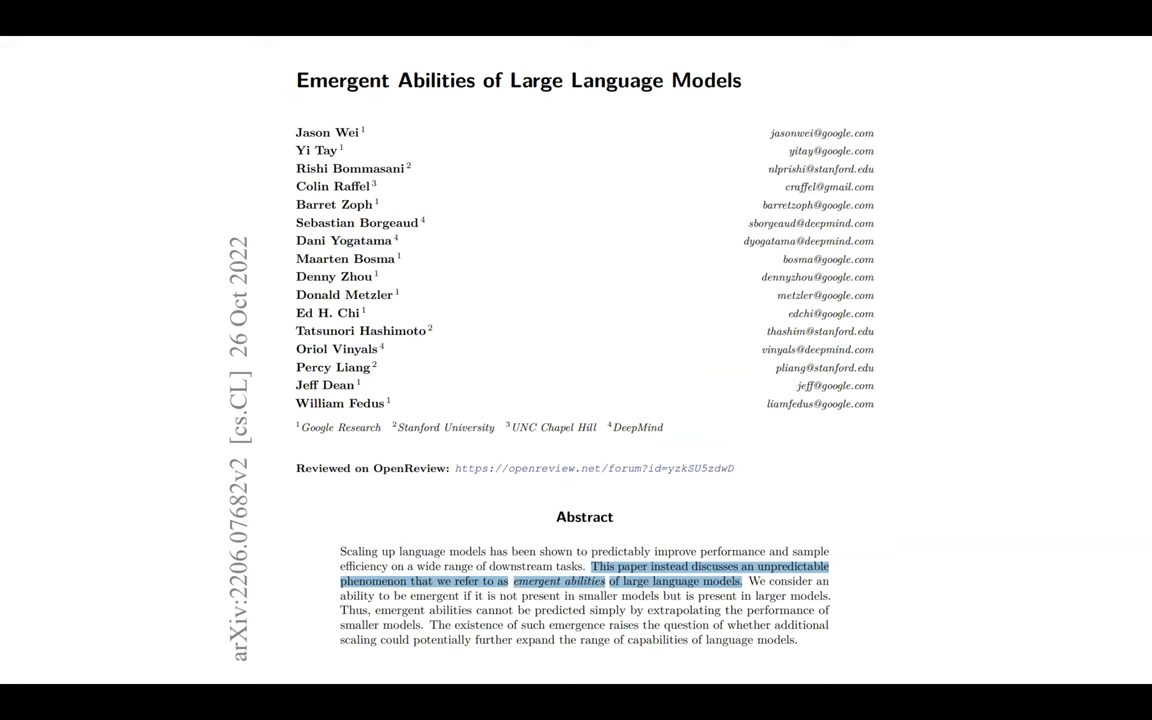 Emergent Abilities of Large Language Models
Jason Wei 1 jasonwei@google.com
Yi Tay 1 yitay@google.com
Rishi Bommasani 2 nlprishi@stanford.edu
Colin Raffel 3 craffel@gmail.com
Barret Zoph 1 barretzoph@google.com
Sebastian Borgeaud 4 sborgeaud@deepmind.com
Dani Yogatama 4 dyogatama@deepmind.com
Maarten Bosma 1 bosma@google.com
Denny Zhou 1 dennyzhou@google.com
Donald Metzler 1 metzler@google.com
Ed H. Chi 1 edchi@google.com
Tatsunori Hashimoto 2 thashim@stanford.edu
Oriol Vinyals 4 vinyals@deepmind.com
Percy Liang 2 pliang@stanford.edu
Jeff Dean 1 jeff@google.com
William Fedus 1 liamfedus@google.com
1 Google Research 2 Stanford University 3 UNC Chapel Hill 4 DeepMind
Reviewed on OpenReview: https://openreview.net/forum?id=yzkSU5zdwD
Abstract
Scaling up language models has been shown to predictably improve performance and sample
efficiency on a wide range of downstream tasks. This paper instead discusses an unpredictable
phenomenon that we refer to as emergent abilities of large language models. We consider an
ability to be emergent if it is not present in smaller models but is present in larger models.
Thus, emergent abilities cannot be predicted simply by extrapolating the performance of
smaller models. The existence of such emergence raises the question of whether additional
scaling could potentially further expand the range of capabilities of language models.
arXiv:2206.07682v2 [cs.CL] 26 Oct 2022